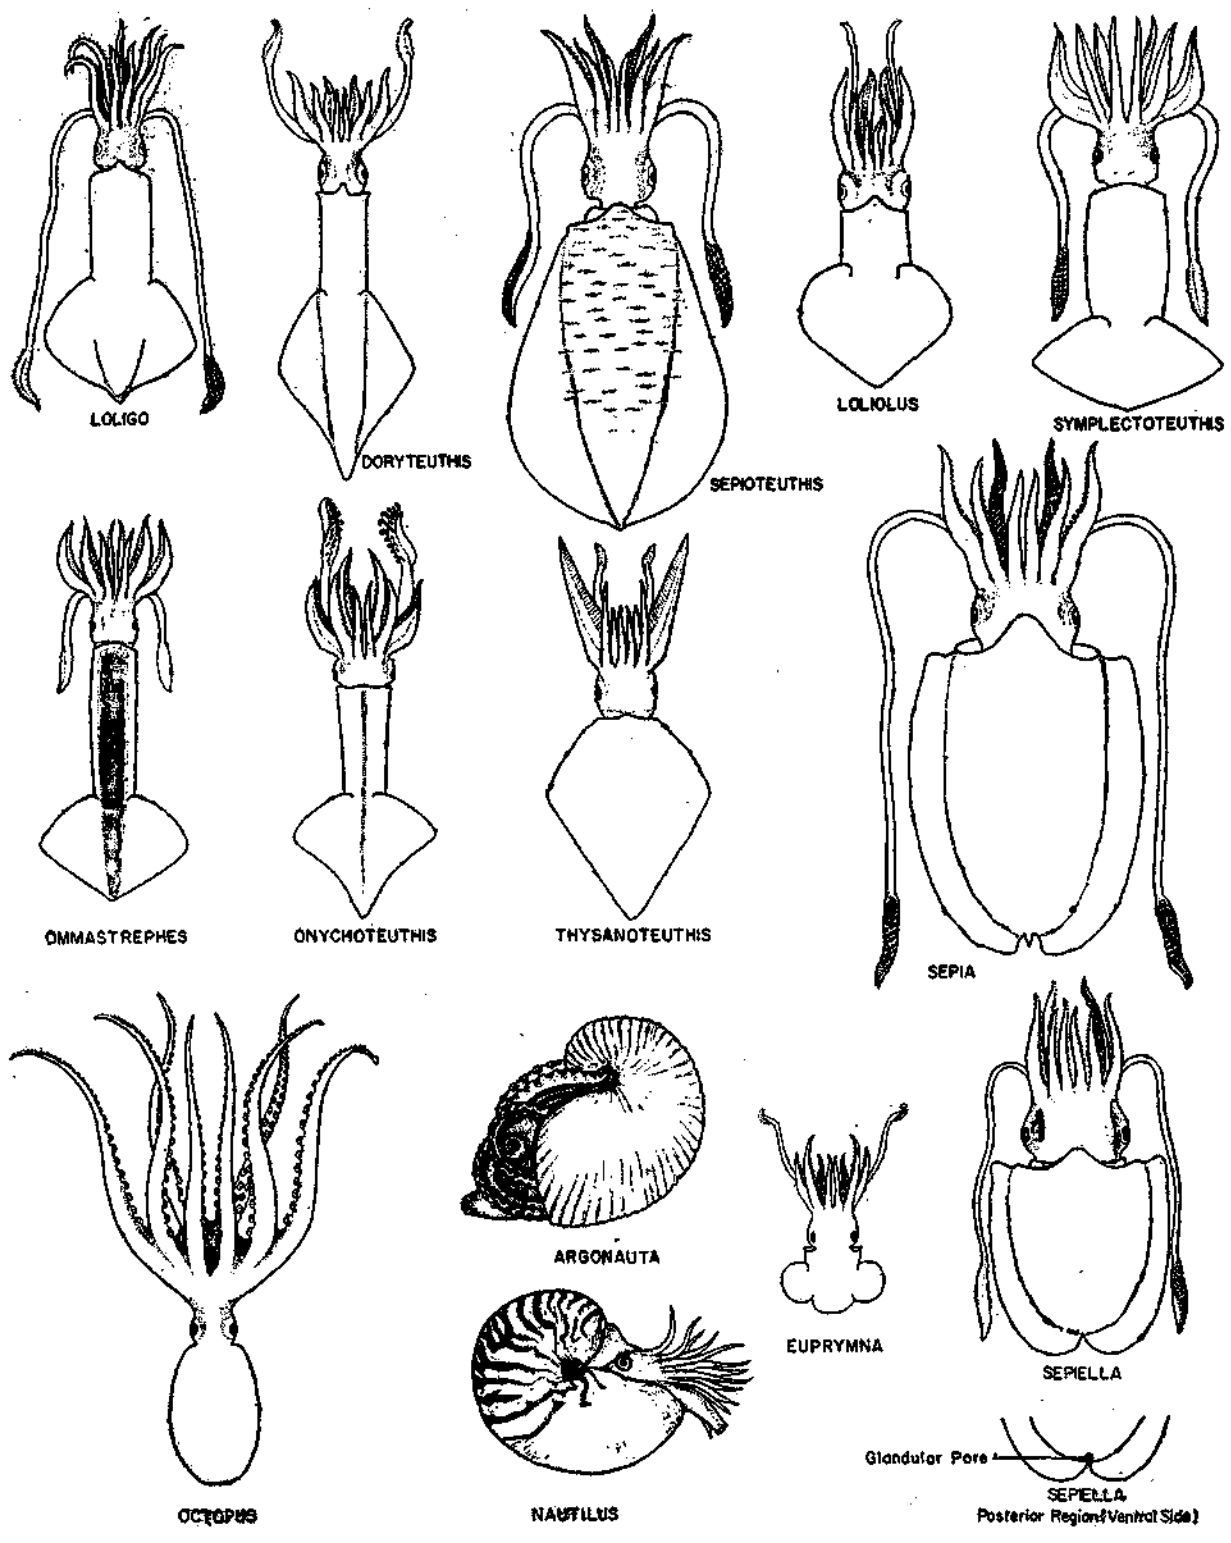 LOLIGO
DORYTEUTHIS
SEPIOTEUTHIS
LOLIOLUS
SYMPLECTOTEUTHIS
OMMASTREPHES
ONYCHOTEUTHIS
THYSANOTEUTHIS
SEPIA
OCTOPUS
ARGONAUTA
NAUTILUS
EUPRYMNA
SEPIELLA
Glandular Pore
SEPIELLA
Posterior Region (Ventral Side)